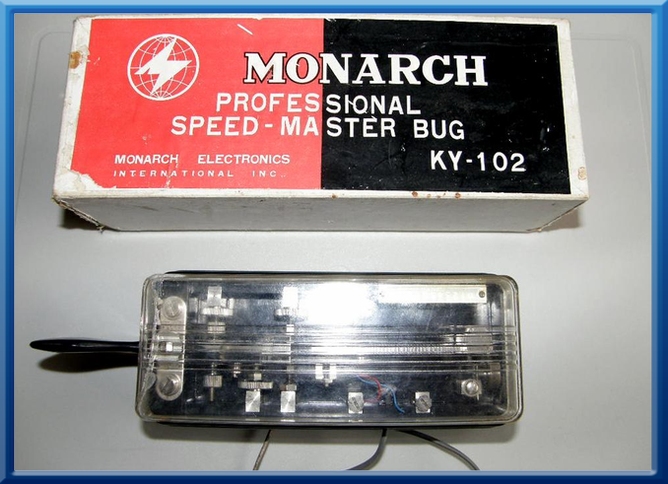 MONARCH
PROFESSIONAL
SPEED-MASTER BUG
MONARCH ELECTRONICS
INTERNATIONAL INC.
KY-102